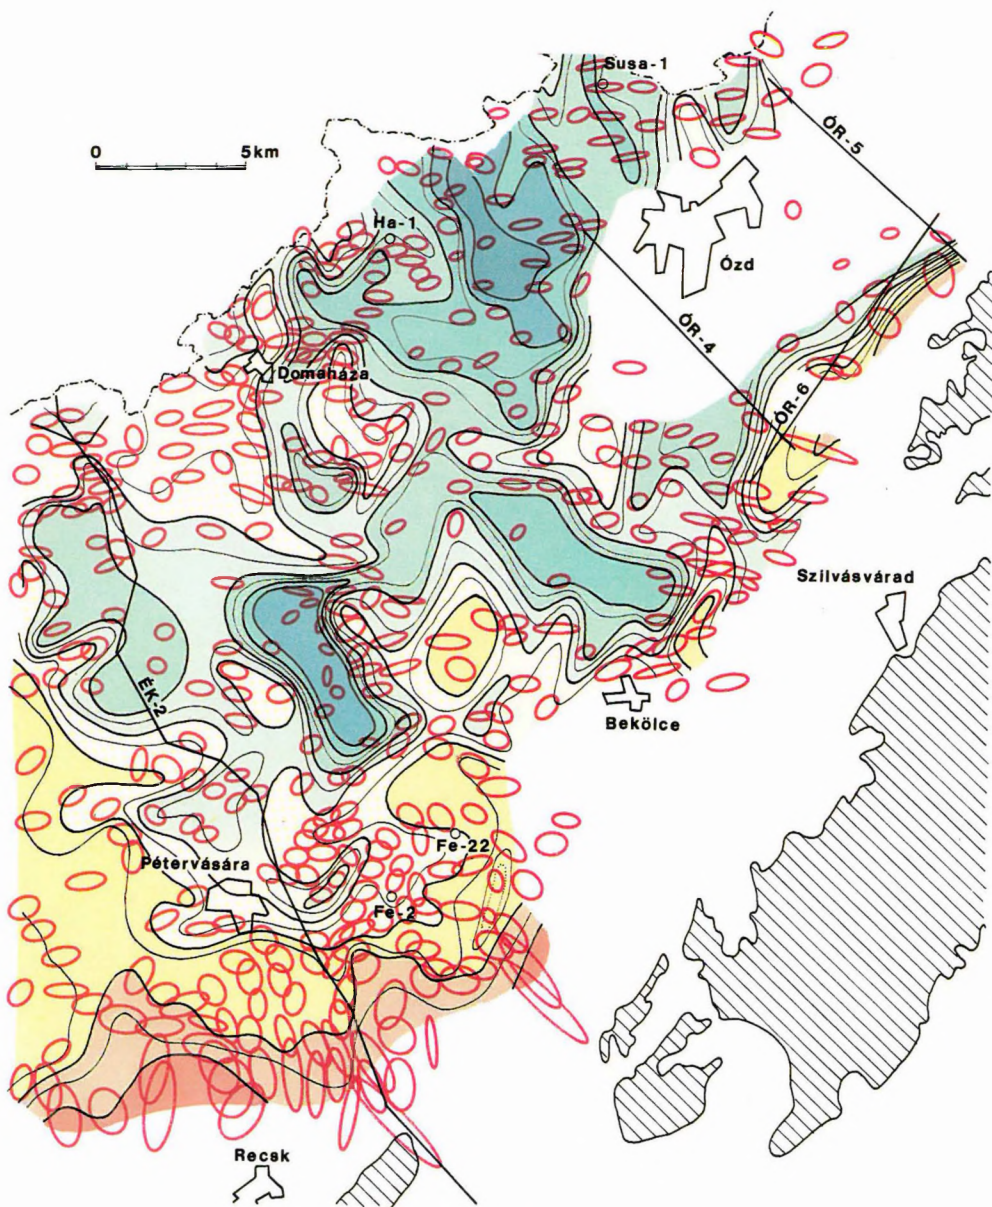 Susa-1
0 5km
ÓR-5
Ha-1
Ózd
ÓR-4
Domaháza
ÓR-6
Szilvásvárad
ÉK-2
Bekölce
Fe-22
Pétervására
Fe-2
Recsk